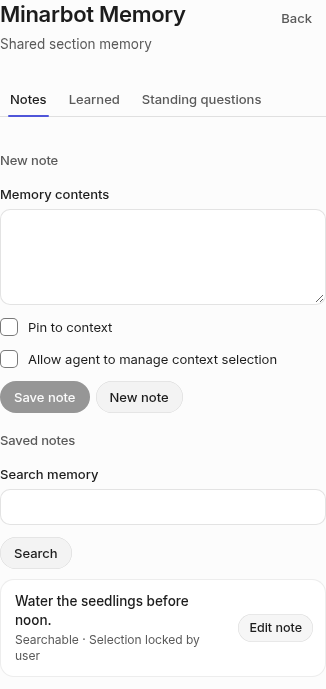 Minarbot Memory
Back
Shared section memory
Notes
Learned
Standing questions
New note
Memory contents
Pin to context
Allow agent to manage context selection
Save note
New note
Saved notes
Search memory
Search
Water the seedlings before
noon.
Searchable · Selection locked by
user
Edit note